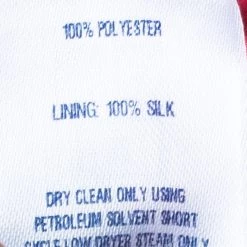 100% POLYESTER
LINING: 100% SILK
DRY CLEAN ONLY USING
PETROLEUM SOLVENT SHORT
CYCLE LOW DRYER STEAM ONLY